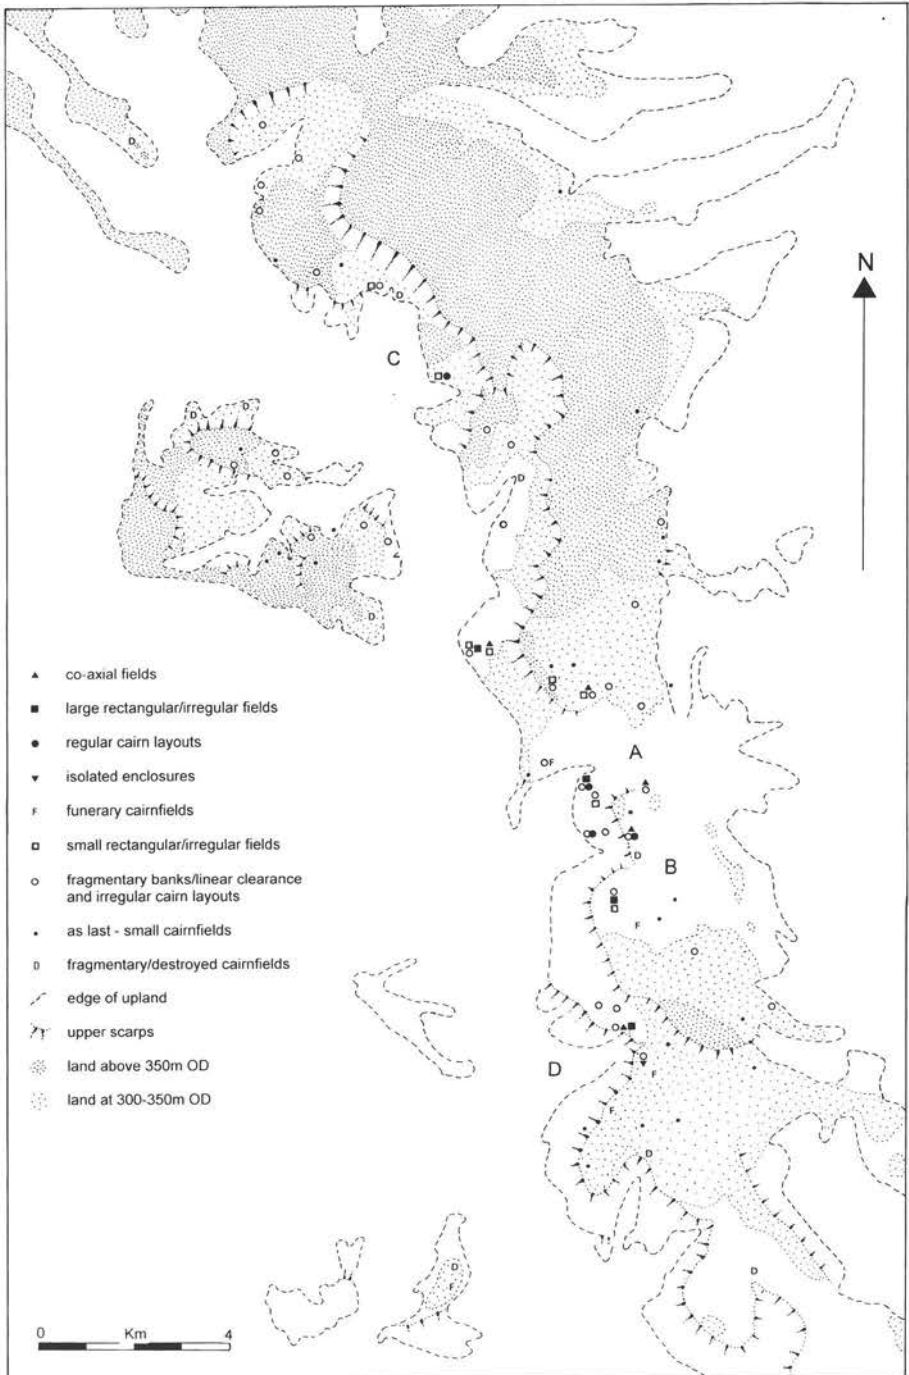 N
C
A
B
D
D
D
D
D
D
D
D
F
D
F
F
F
D
D
D
F
co-axial fields
large rectangular/irregular fields
regular cairn layouts
isolated enclosures
F funerary cairnfields
small rectangular/irregular fields
fragmentary banks/linear clearance
and irregular cairn layouts
as last - small cairnfields
D fragmentary/destroyed cairnfields
edge of upland
upper scarps
land above 350m OD
land at 300-350m OD
0 Km 4